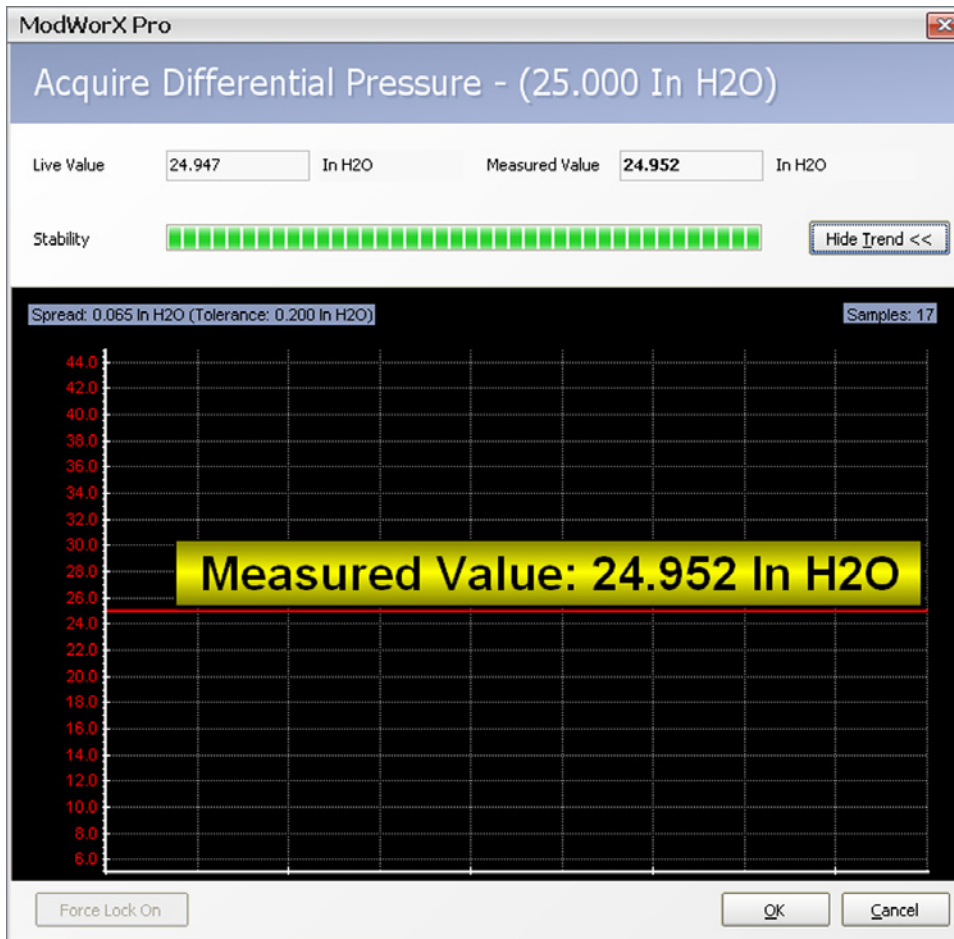 ModWorX Pro
Acquire Differential Pressure - (25.000 In H2O)
Live Value 24.947 In H2O Measured Value 24.952 In H2O
Stability Hide Trend <<
Spread: 0.065 In H2O (Tolerance: 0.200 In H2O) Samples: 17
44.0
42.0
40.0
38.0
36.0
34.0
32.0
30.0
28.0
Measured Value: 24.952 In H2O
26.0
24.0
22.0
20.0
18.0
16.0
14.0
12.0
10.0
8.0
6.0
Force Lock On OK Cancel